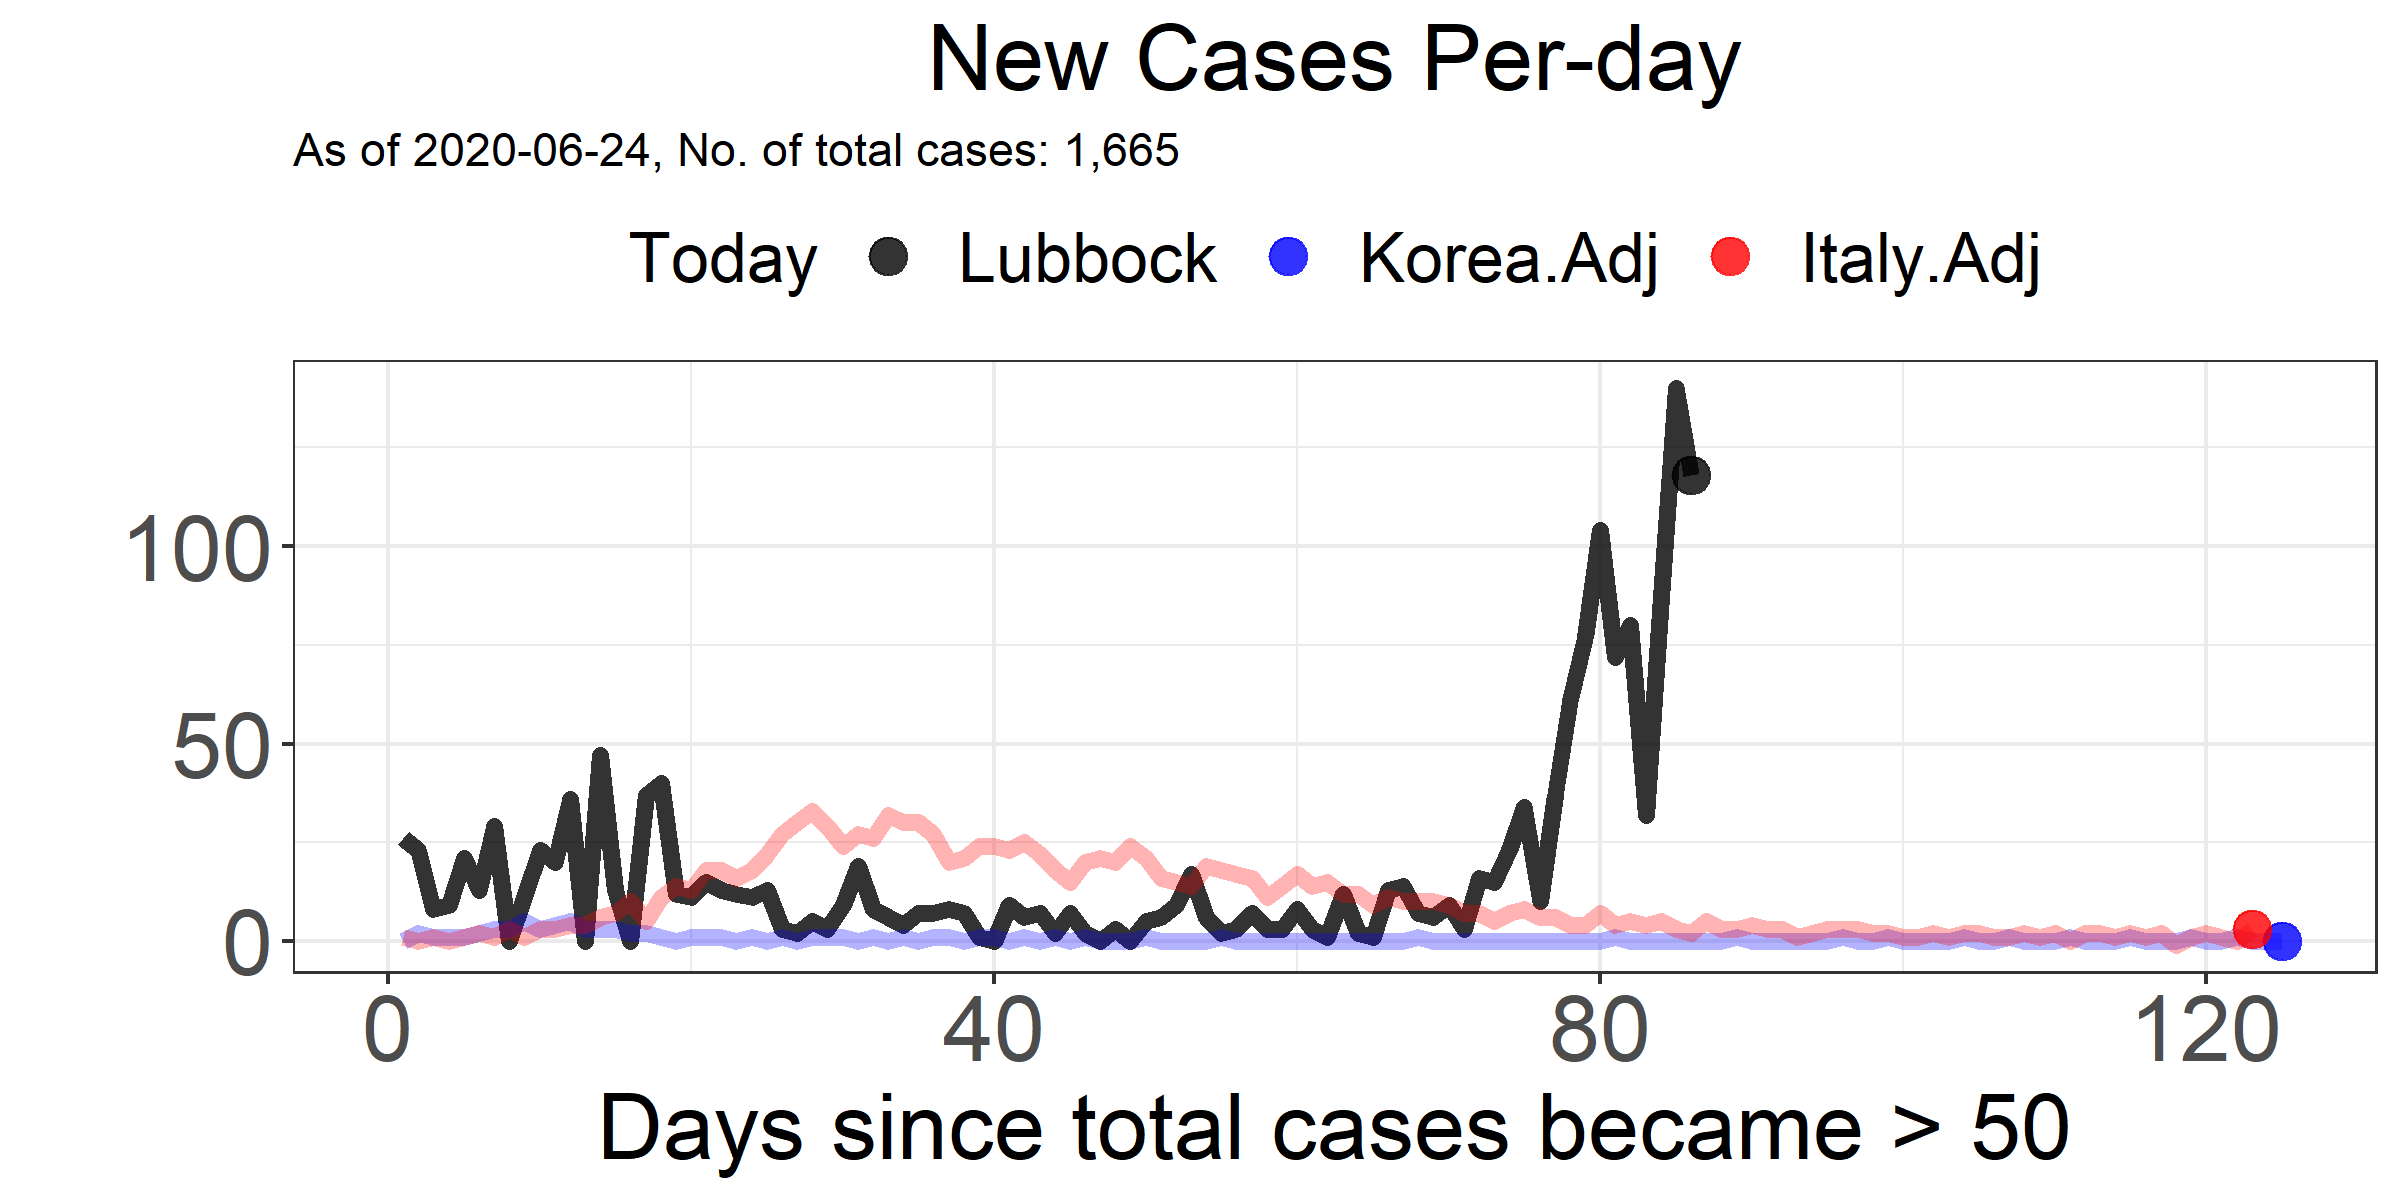 New Cases Per-day
As of 2020-06-24, No. of total cases: 1,665
Today Lubbock Korea.Adj Italy.Adj
100
50
0
0 40 80 120
Days since total cases became > 50